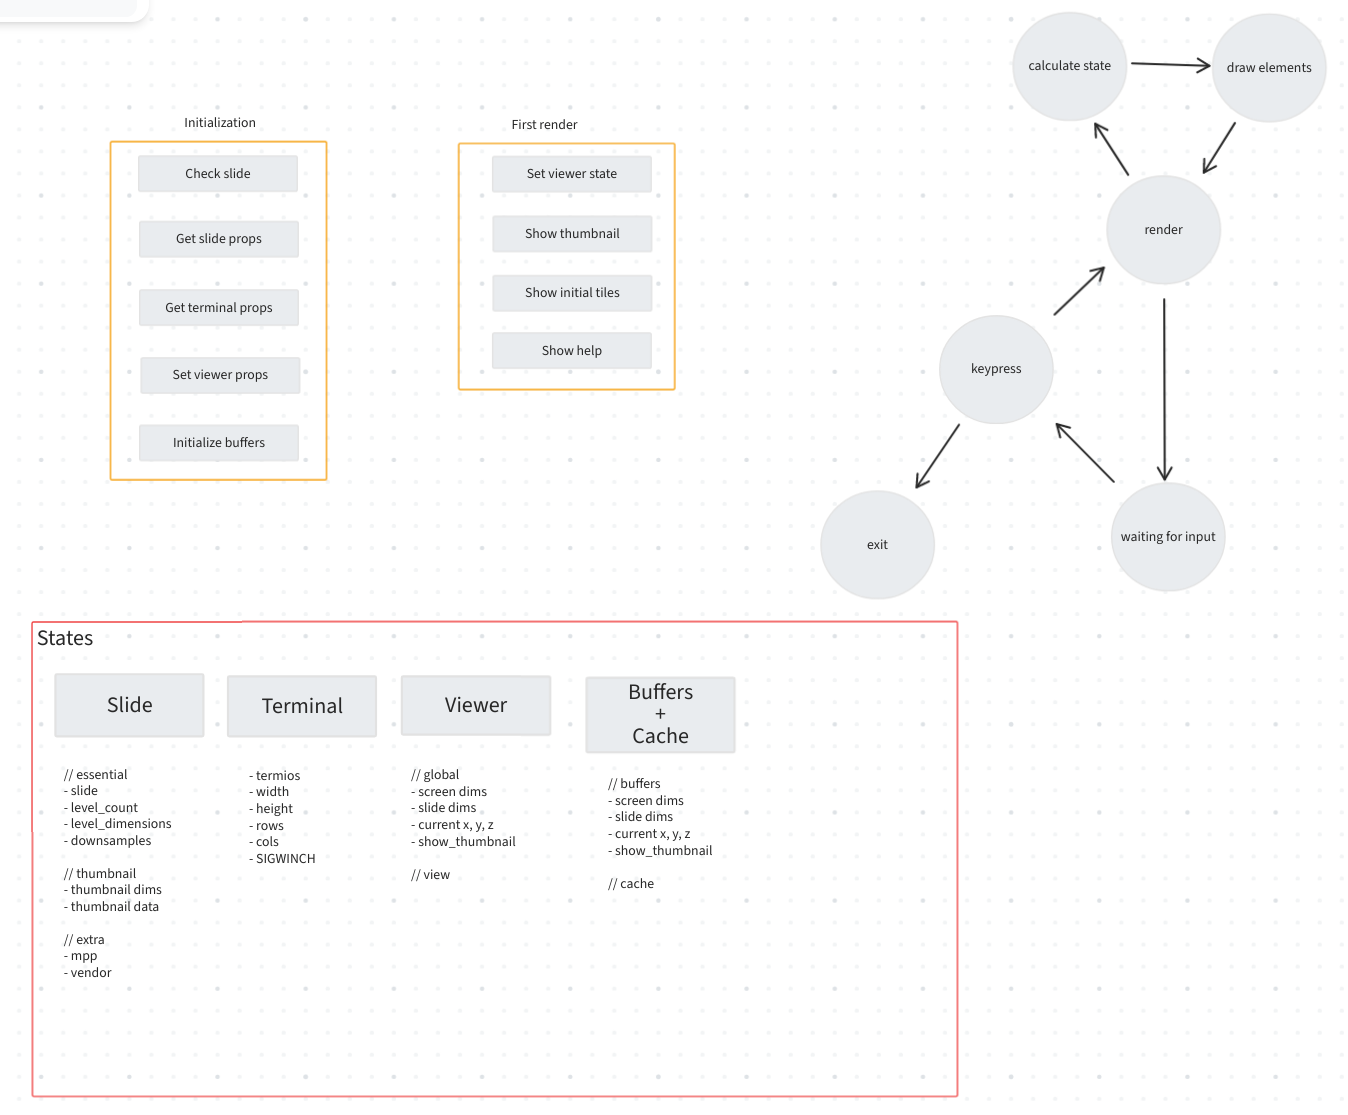 Initialization
Check slide
Get slide props
Get terminal props
Set viewer props
Initialize buffers
First render
Set viewer state
Show thumbnail
Show initial tiles
Show help
calculate state
draw elements
render
keypress
exit
waiting for input
States
Slide
// essential
- slide
- level_count
- level_dimensions
- downsamples
// thumbnail
- thumbnail dims
- thumbnail data
// extra
- mpp
- vendor
Terminal
- termios
- width
- height
- rows
- cols
- SIGWINCH
Viewer
// global
- screen dims
- slide dims
- current x, y, z
- show_thumbnail
// view
Buffers
+
Cache
// buffers
- screen dims
- slide dims
- current x, y, z
- show_thumbnail
// cache